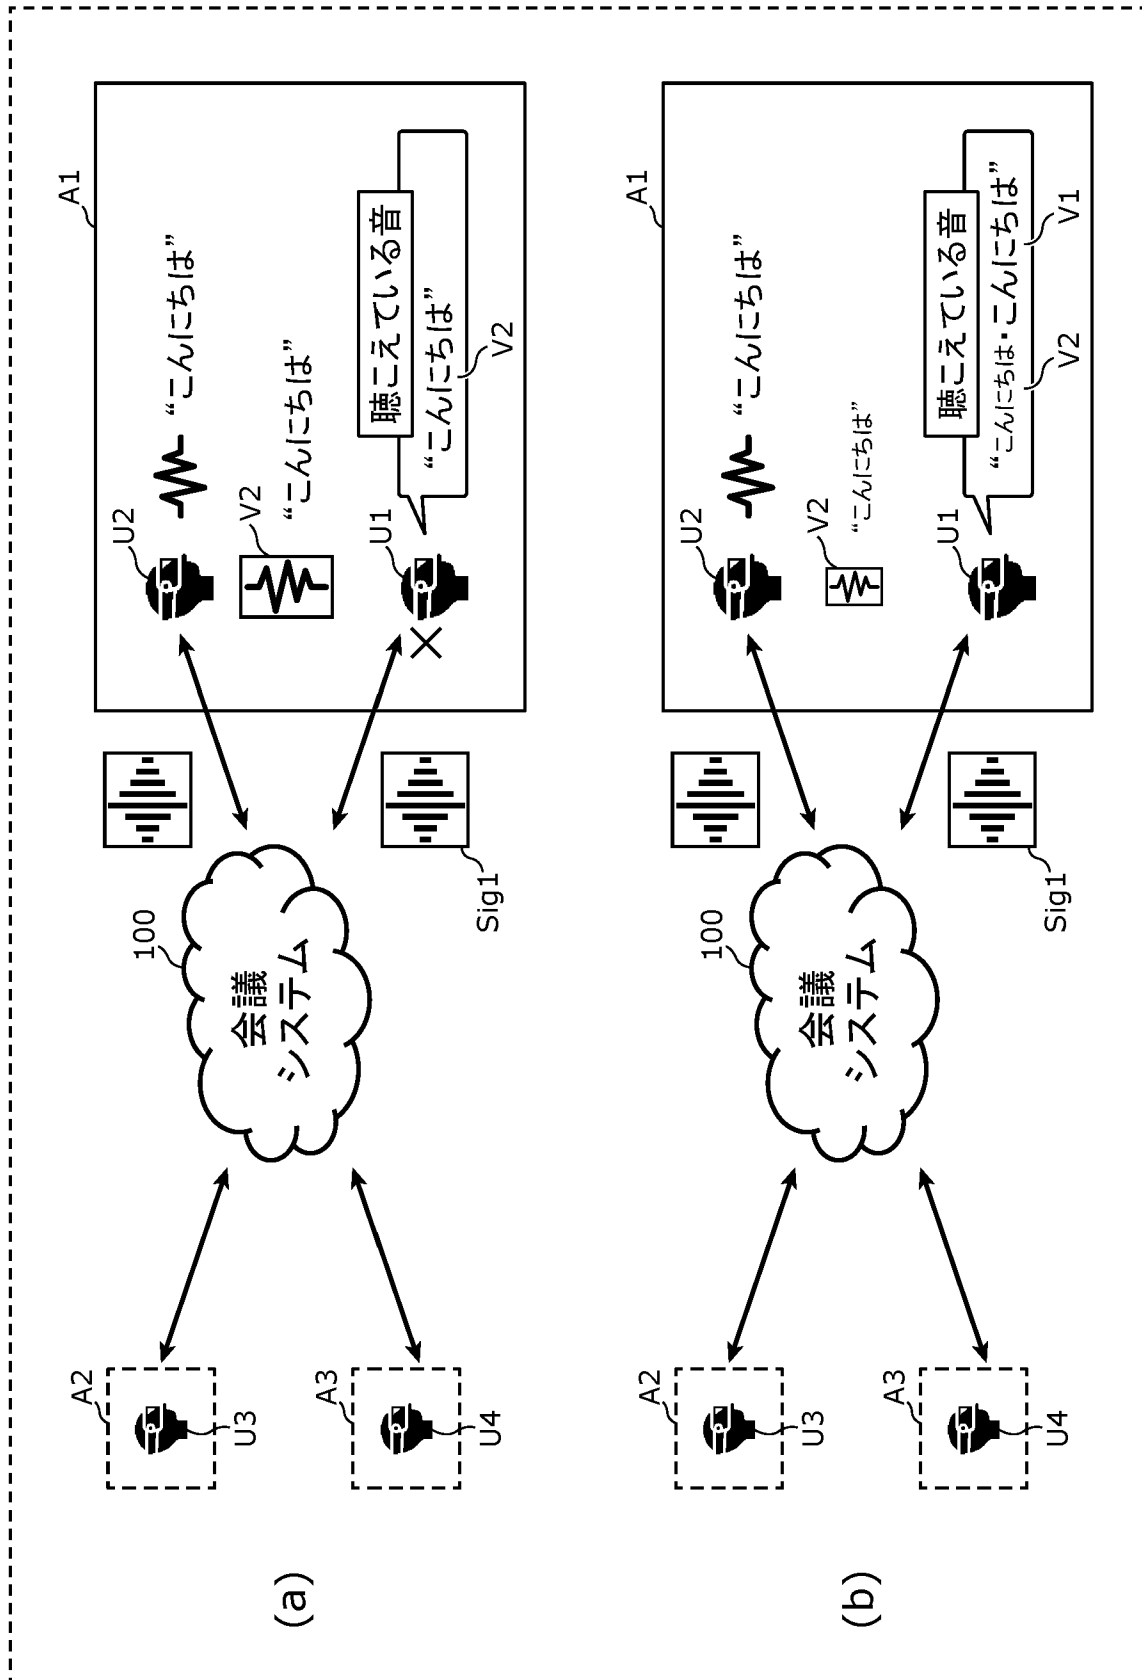 (a)
A2
U3
A3
U4
100
会議
システム
Sig1
A1
U2
“こんにちは”
V2
“こんにちは”
U1
聴こえている音
“こんにちは”
V2
(b)
A2
U3
A3
U4
100
会議
システム
Sig1
A1
U2
“こんにちは”
V2
“こんにちは”
U1
聴こえている音
“こんにちは・こんにちは”
V2
V1